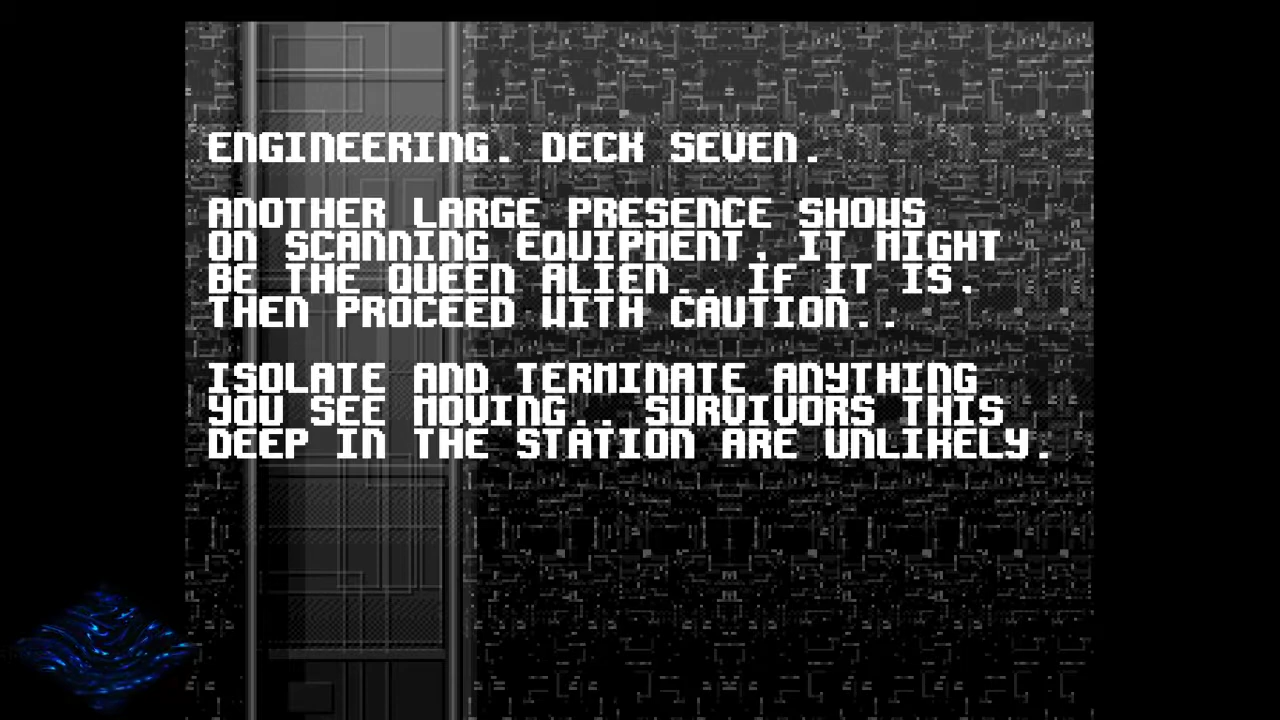 ENGINEERING. DECK SEVEN.
ANOTHER LARGE PRESENCE SHOWS
ON SCANNING EQUIPMENT. IT MIGHT
BE THE QUEEN ALIEN.. IF IT IS.
THEN PROCEED WITH CAUTION..
ISOLATE AND TERMINATE ANYTHING
YOU SEE MOVING.. SURVIVORS THIS
DEEP IN THE STATION ARE UNLIKELY.